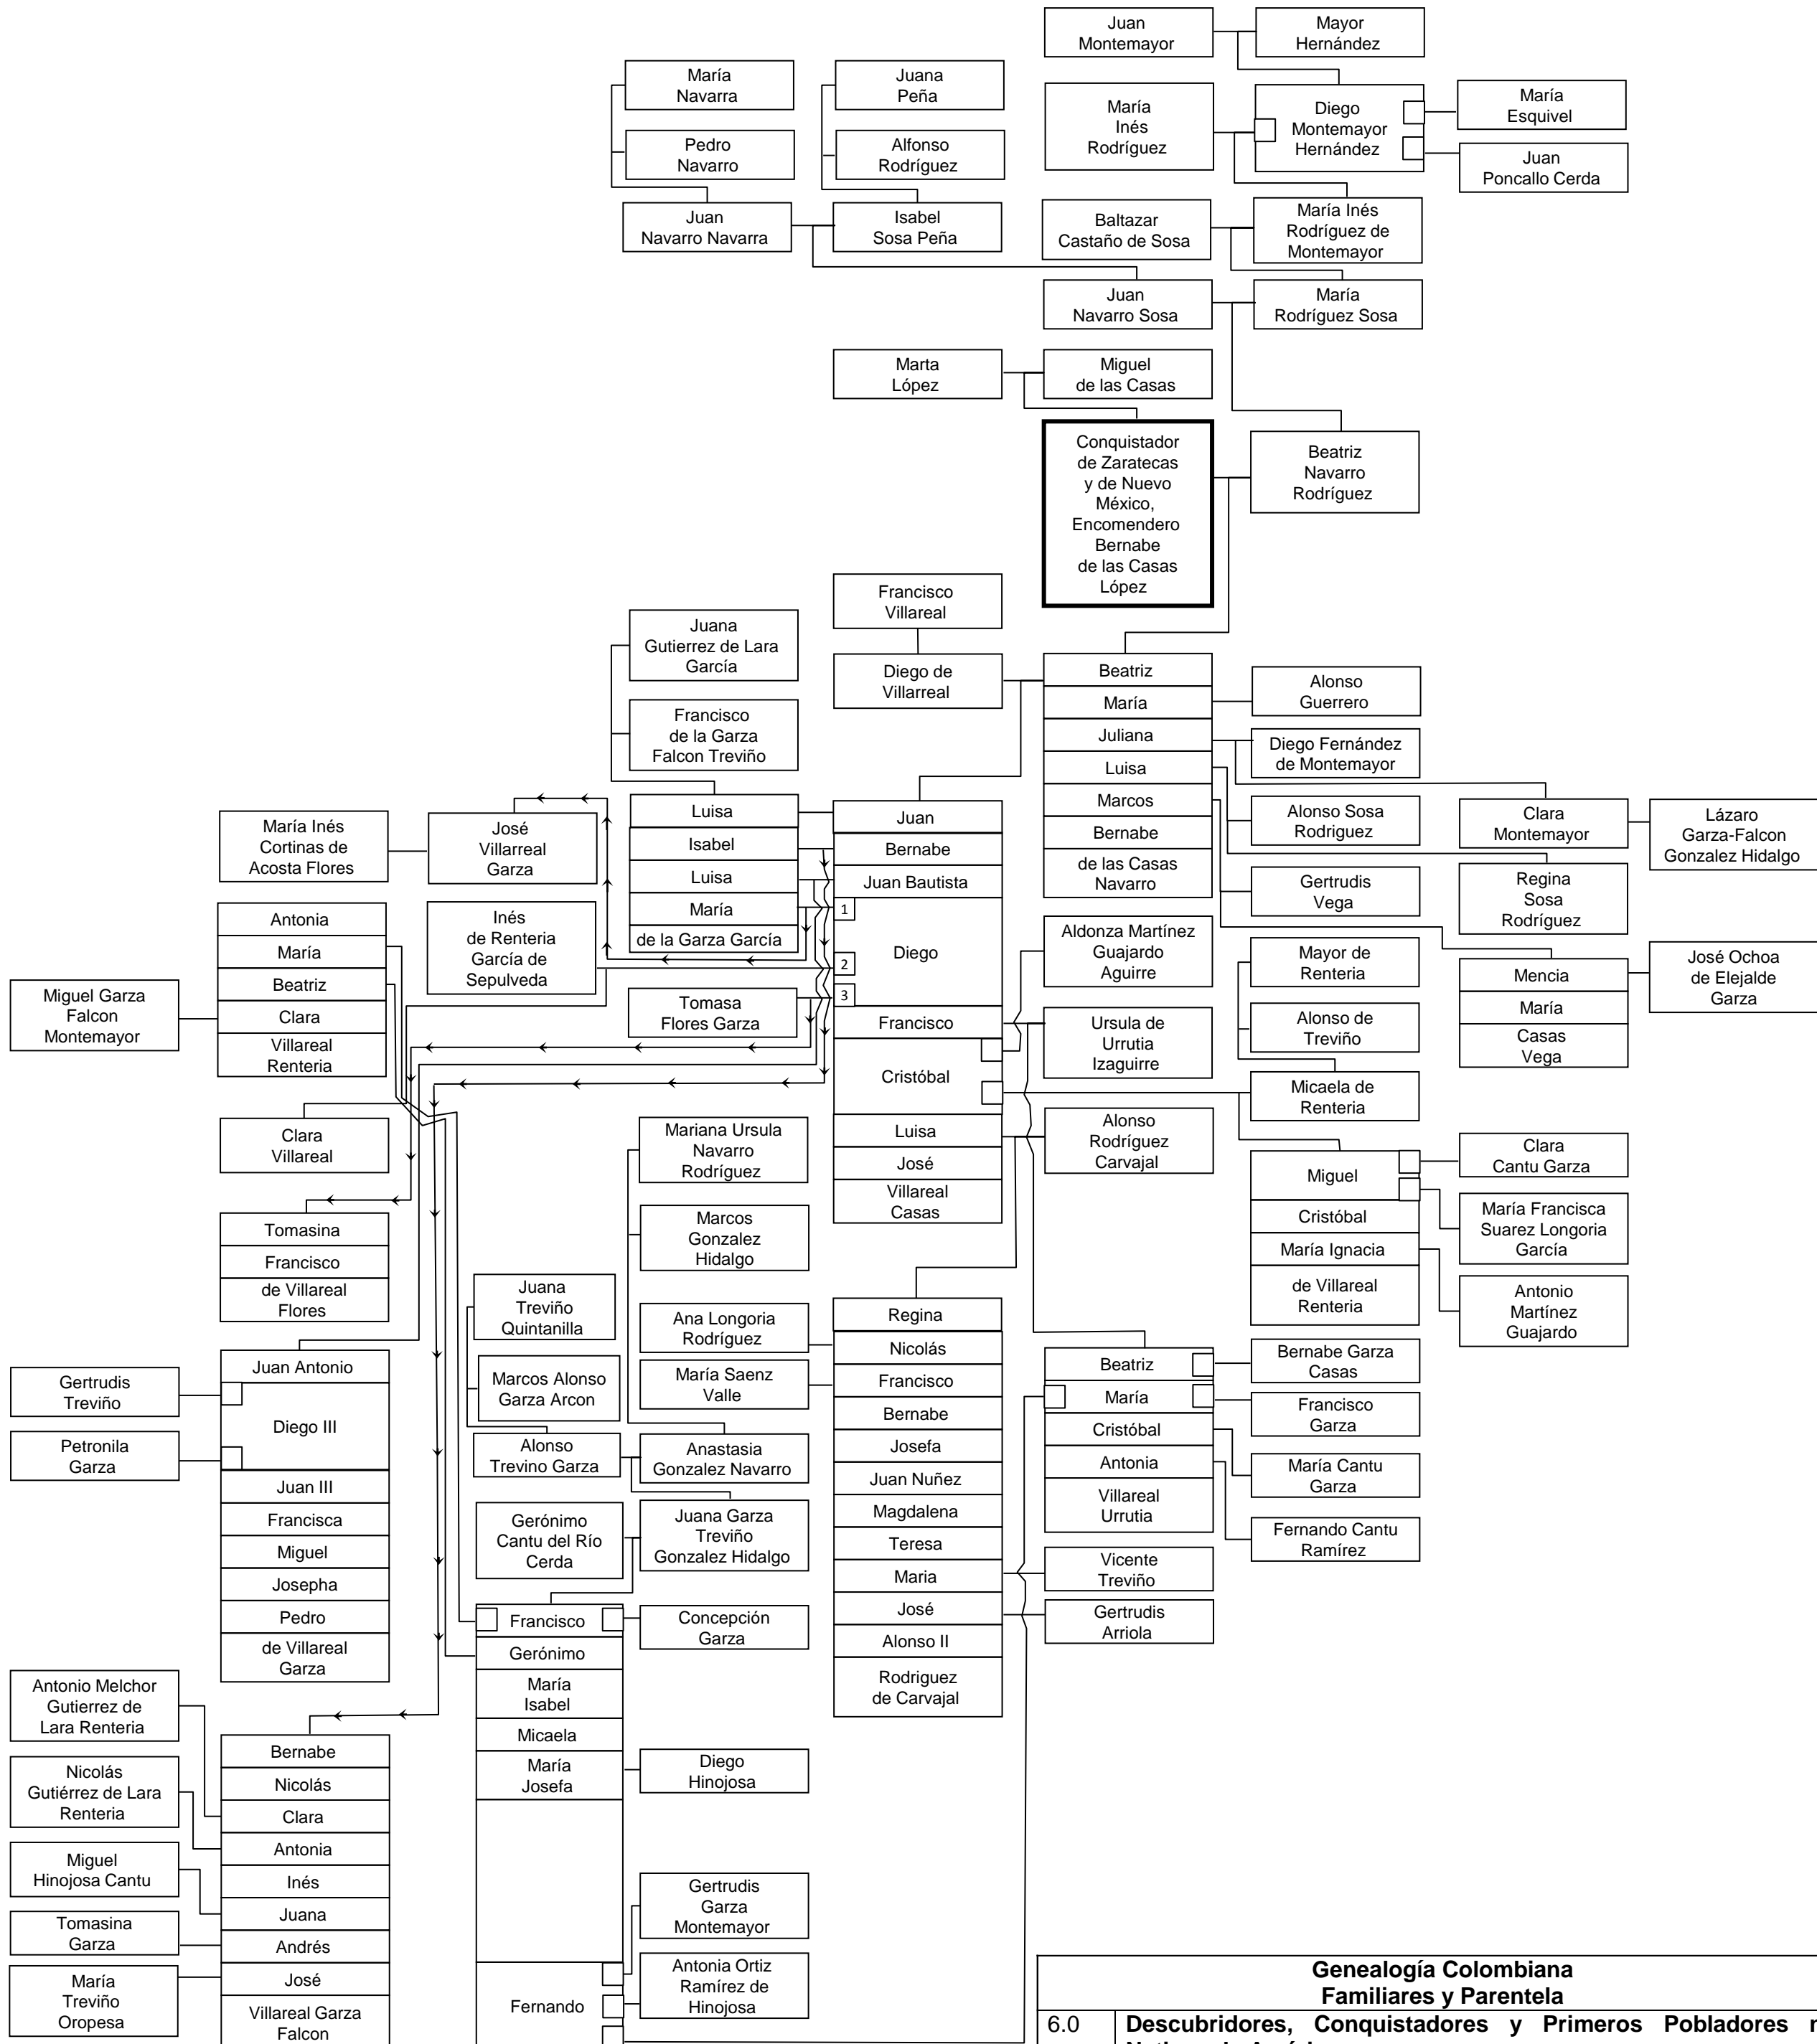 Juan
Montemayor
Mayor
Hernández
María
Navarra
Juana
Peña
María
Inés
Rodríguez
Diego
Montemayor
Hernández
María
Esquivel
Pedro
Navarro
Alfonso
Rodríguez
Juan
Poncallo Cerda
Juan
Navarro Navarra
Isabel
Sosa Peña
Baltazar
Castaño de Sosa
María Inés
Rodríguez de
Montemayor
Juan
Navarro Sosa
María
Rodríguez Sosa
Marta
López
Miguel
de las Casas
Conquistador
de Zaratecas
y de Nuevo
México,
Encomendero
Bernabe
de las Casas
López
Beatriz
Navarro
Rodríguez
Francisco
Villareal
Juana
Gutierrez de Lara
García
Diego de
Villarreal
Francisco
de la Garza
Falcon Treviño
Beatriz
María
Juliana
Luisa
Marcos
Bernabe
de las Casas
Navarro
Alonso
Guerrero
Diego Fernández
de Montemayor
Alonso Sosa
Rodriguez
Gertrudis
Vega
Clara
Montemayor
Lázaro
Garza-Falcon
Gonzalez Hidalgo
Regina
Sosa
Rodríguez
María Inés
Cortinas de
Acosta Flores
José
Villarreal
Garza
Luisa
Isabel
Luisa
María
de la Garza García
Juan
Bernabe
Juan Bautista
1
Diego
2
3
Francisco
Cristóbal
Luisa
José
Villareal
Casas
Inés
de Renteria
García de
Sepulveda
Tomasa
Flores Garza
Antonia
María
Beatriz
Clara
Villareal
Renteria
Miguel Garza
Falcon
Montemayor
Aldonza Martínez
Guajardo
Aguirre
Ursula de
Urrutia
Izaguirre
Alonso
Rodríguez
Carvajal
Mayor de
Renteria
Alonso de
Treviño
Micaela de
Renteria
Mencia
María
Casas
Vega
José Ochoa
de Elejalde
Garza
Clara
Villareal
Mariana Ursula
Navarro
Rodríguez
Marcos
Gonzalez
Hidalgo
Miguel
Cristóbal
María Ignacia
de Villareal
Renteria
Clara
Cantu Garza
María Francisca
Suarez Longoria
García
Antonio
Martínez
Guajardo
Tomasina
Francisco
de Villareal
Flores
Juana
Treviño
Quintanilla
Marcos Alonso
Garza Arcon
Ana Longoria
Rodríguez
María Saenz
Valle
Regina
Nicolás
Francisco
Bernabe
Josefa
Juan Nuñez
Magdalena
Teresa
Maria
José
Alonso II
Rodriguez
de Carvajal
Beatriz
María
Cristóbal
Antonia
Villareal
Urrutia
Bernabe Garza
Casas
Francisco
Garza
María Cantu
Garza
Fernando Cantu
Ramírez
Vicente
Treviño
Gertrudis
Arriola
Gertrudis
Treviño
Petronila
Garza
Juan Antonio
Diego III
Juan III
Francisca
Miguel
Josepha
Pedro
de Villareal
Garza
Alonso
Trevino Garza
Anastasia
Gonzalez Navarro
Gerónimo
Cantu del Río
Cerda
Juana Garza
Treviño
Gonzalez Hidalgo
Francisco
Gerónimo
María
Isabel
Micaela
María
Josefa
Fernando
Concepción
Garza
Diego
Hinojosa
Gertrudis
Garza
Montemayor
Antonia Ortiz
Ramírez de
Hinojosa
Antonio Melchor
Gutierrez de
Lara Renteria
Nicolás
Gutiérrez de Lara
Renteria
Miguel
Hinojosa Cantu
Tomasina
Garza
María
Treviño
Oropesa
Bernabe
Nicolás
Clara
Antonia
Inés
Juana
Andrés
José
Villareal Garza
Falcon
Genealogía Colombiana
Familiares y Parentela
6.0 Descubridores, Conquistadores y Primeros Pobladores